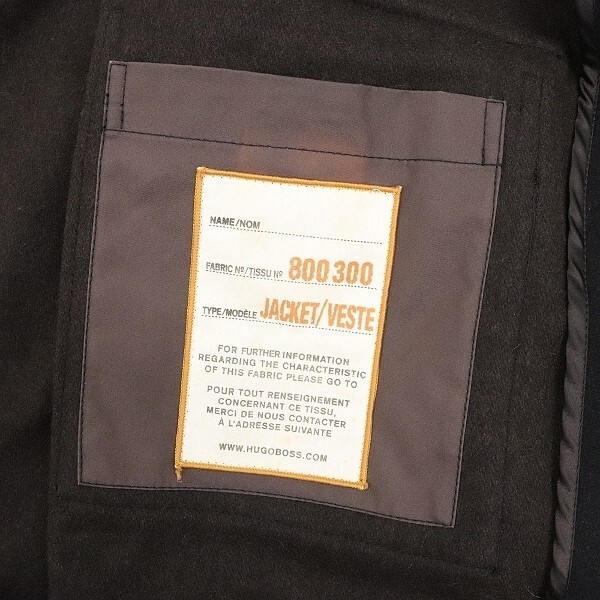 NAME/NOM
FABRIC Nº/TISSU Nº 800 300
TYPE/MODÈLE JACKET/VESTE
FOR FURTHER INFORMATION
REGARDING THE CHARACTERISTIC
OF THIS FABRIC PLEASE GO TO
POUR TOUT RENSEIGNEMENT
CONCERNANT CE TISSU,
MERCI DE NOUS CONTACTER
À L'ADRESSE SUIVANTE
WWW.HUGOBOSS.COM